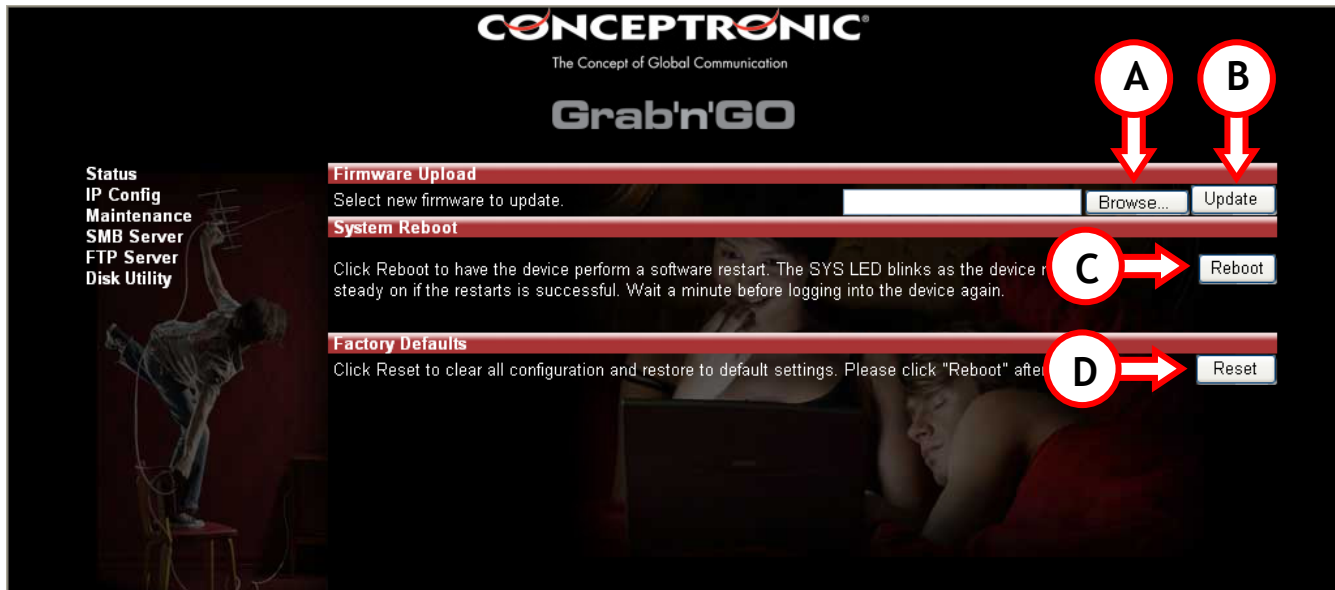 CONCEPTRONIC®
The Concept of Global Communication
Grab'n'GO
A
B
Status
IP Config
Maintenance
SMB Server
FTP Server
Disk Utility
Firmware Upload
Select new firmware to update.
Browse...
Update
System Reboot
Click Reboot to have the device perform a software restart. The SYS LED blinks as the device
steady on if the restarts is successful. Wait a minute before logging into the device again.
C
Reboot
Factory Defaults
Click Reset to clear all configuration and restore to default settings. Please click "Reboot"
D
Reset